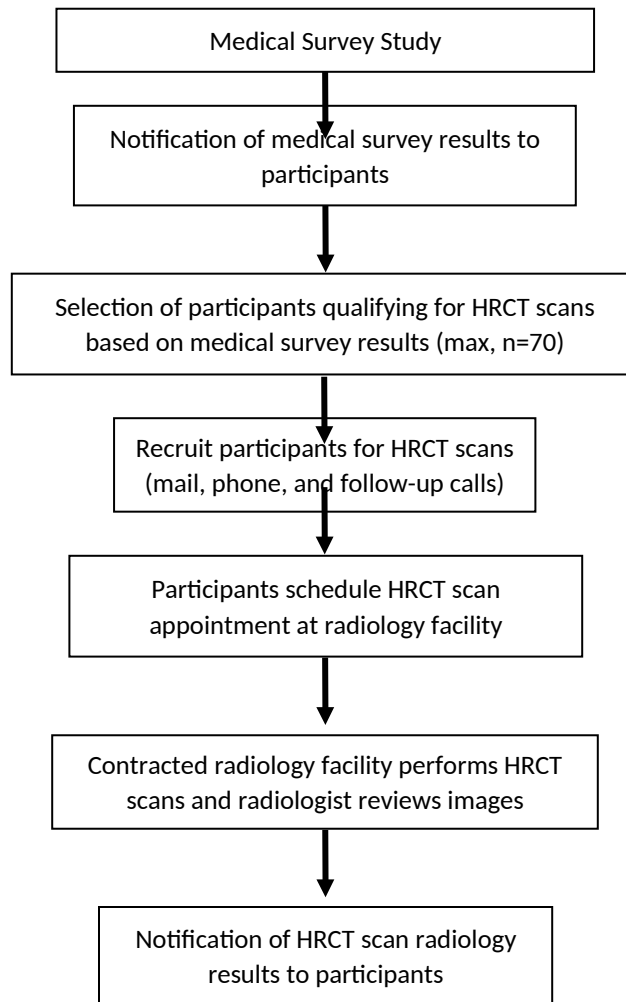 Medical Survey Study
Notification of medical survey results to
participants
Selection of participants qualifying for HRCT scans
based on medical survey results (max, n=70)
Recruit participants for HRCT scans
(mail, phone, and follow-up calls)
Participants schedule HRCT scan
appointment at radiology facility
Contracted radiology facility performs HRCT
scans and radiologist reviews images
Notification of HRCT scan radiology
results to participants